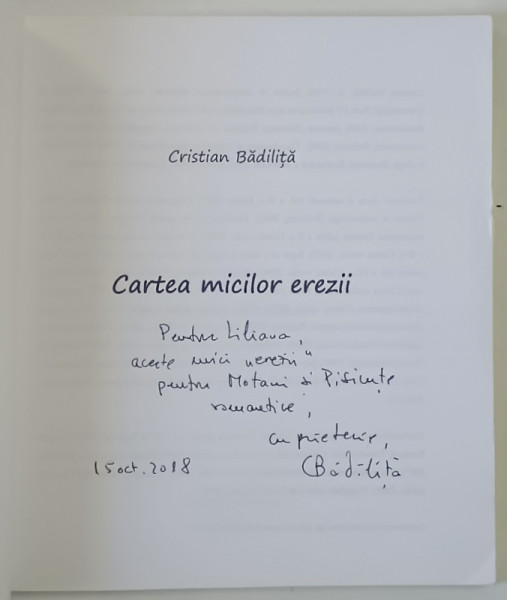 Cristian Bădiliță
Cartea micilor erezii
Pentru Liliana,
aceste mici „erezii”
pentru Motani si Pisicuțe
romantice,
cu prietenie,
15 oct. 2018 CBădiliță